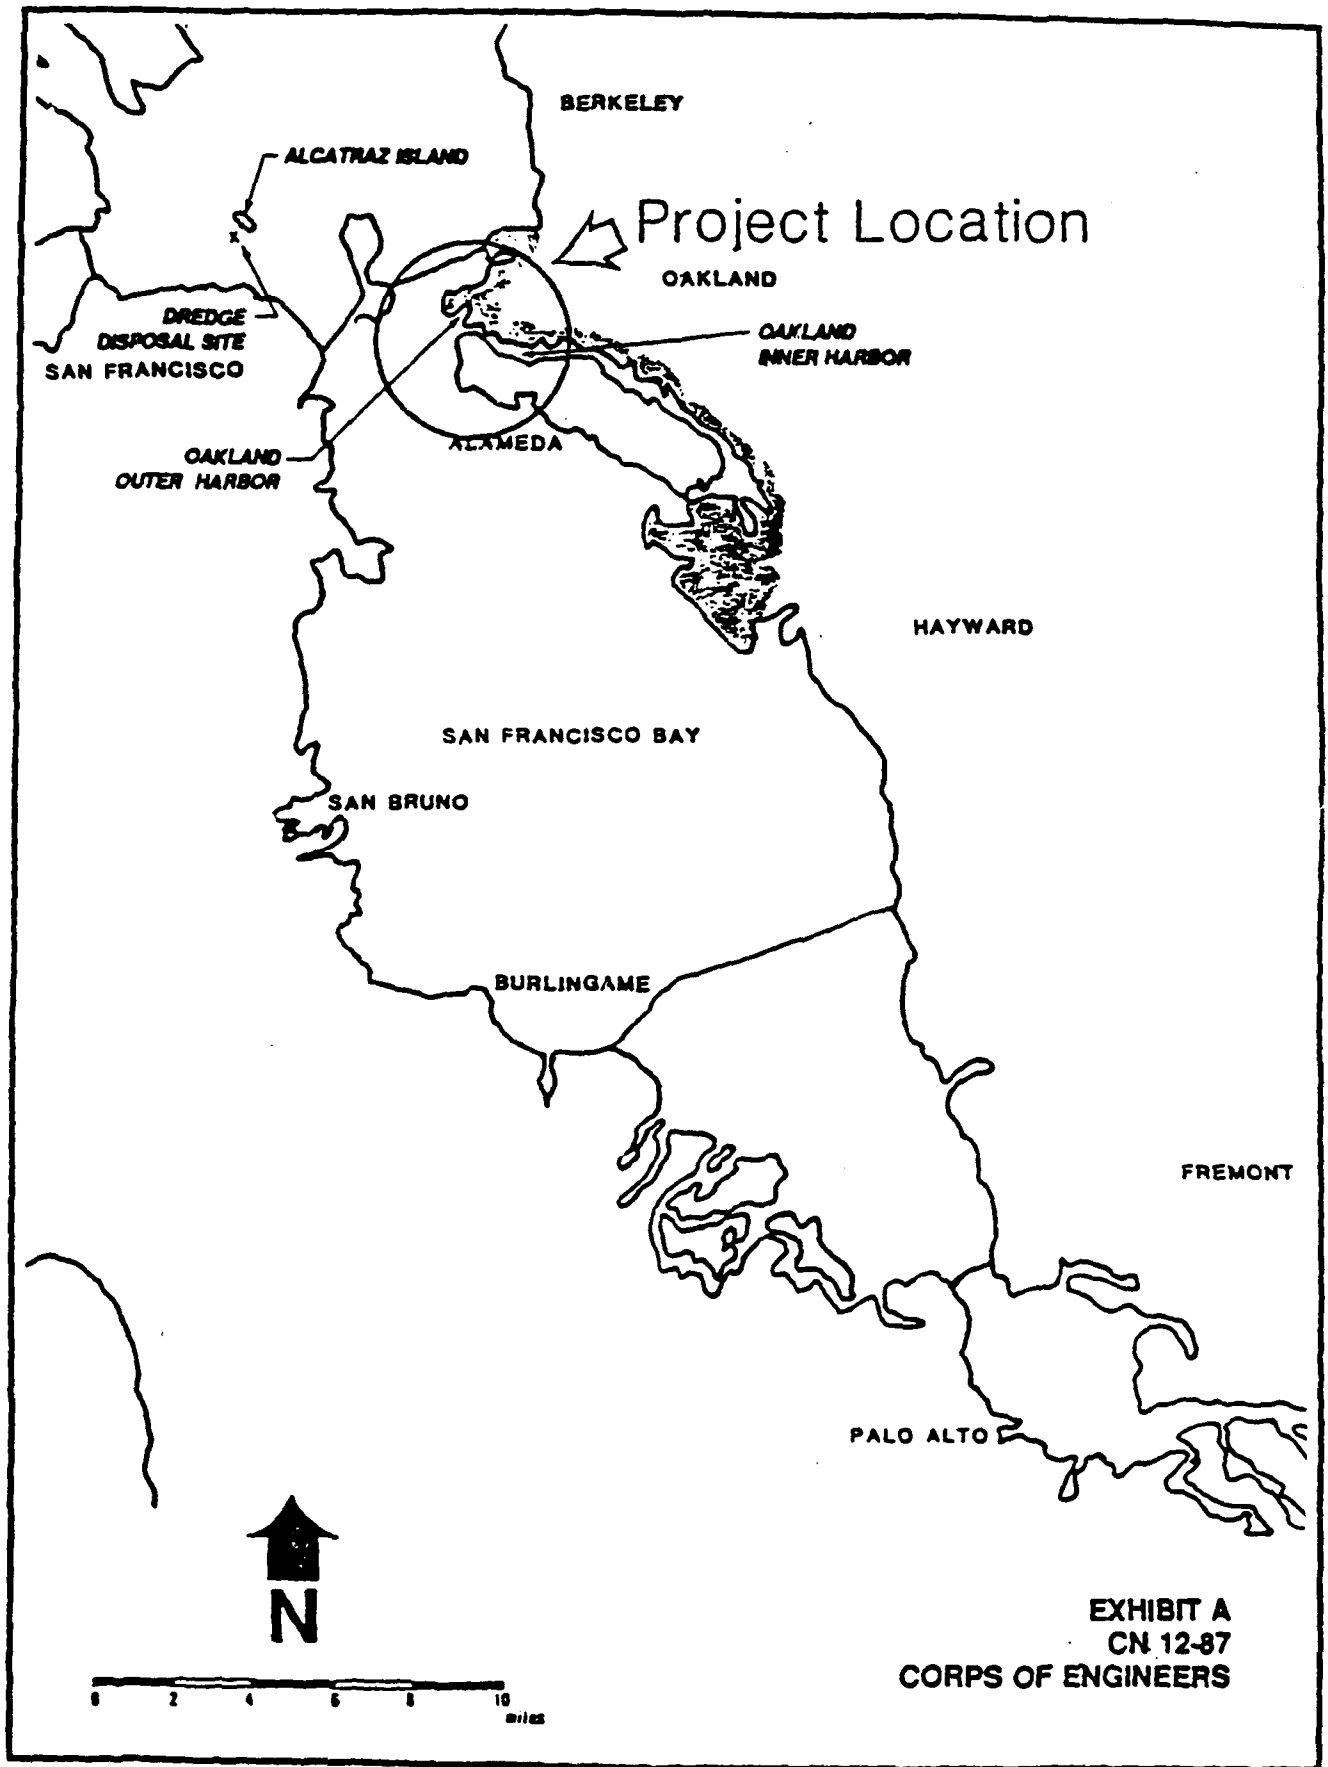 BERKELEY
ALCATRAZ ISLAND
Project Location
OAKLAND
DREDGE
DISPOSAL SITE
SAN FRANCISCO
OAKLAND
INNER HARBOR
ALAMEDA
OAKLAND
OUTER HARBOR
HAYWARD
SAN FRANCISCO BAY
SAN BRUNO
BURLINGAME
FREMONT
PALO ALTO
N
0 2 4 6 8 10
miles
EXHIBIT A
CN 12-87
CORPS OF ENGINEERS